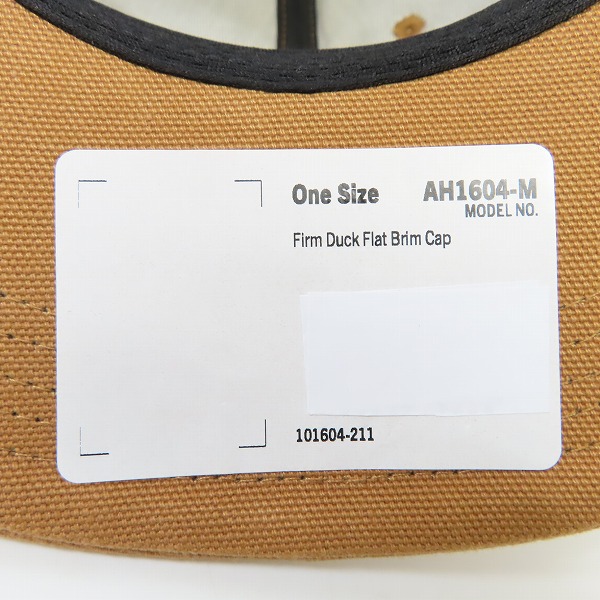 One Size AH1604-M
MODEL NO.
Firm Duck Flat Brim Cap
101604-211